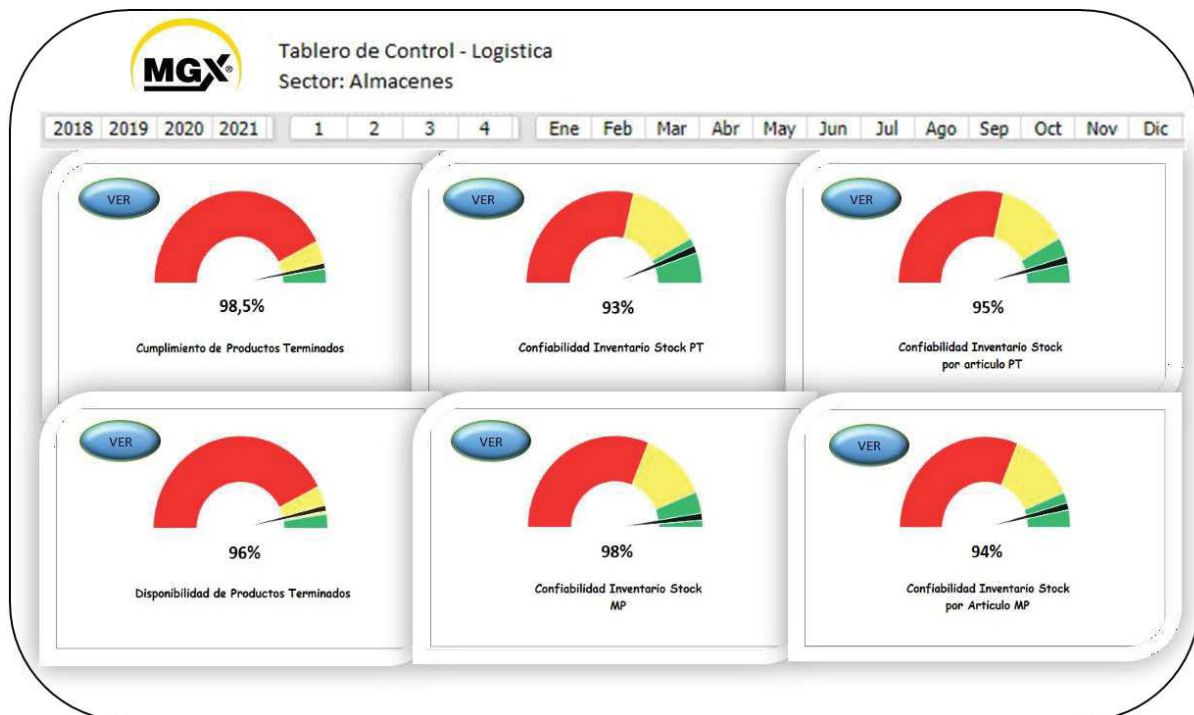 MGX®
Tablero de Control - Logistica
Sector: Almacenes
2018 2019 2020 2021 1 2 3 4 Ene Feb Mar Abr May Jun Jul Ago Sep Oct Nov Dic
VER
98,5%
Cumplimiento de Productos Terminados
VER
93%
Confiabilidad Inventario Stock PT
VER
95%
Confiabilidad Inventario Stock
por articulo PT
VER
96%
Disponibilidad de Productos Terminados
VER
98%
Confiabilidad Inventario Stock
MP
VER
94%
Confiabilidad Inventario Stock
por Articulo MP